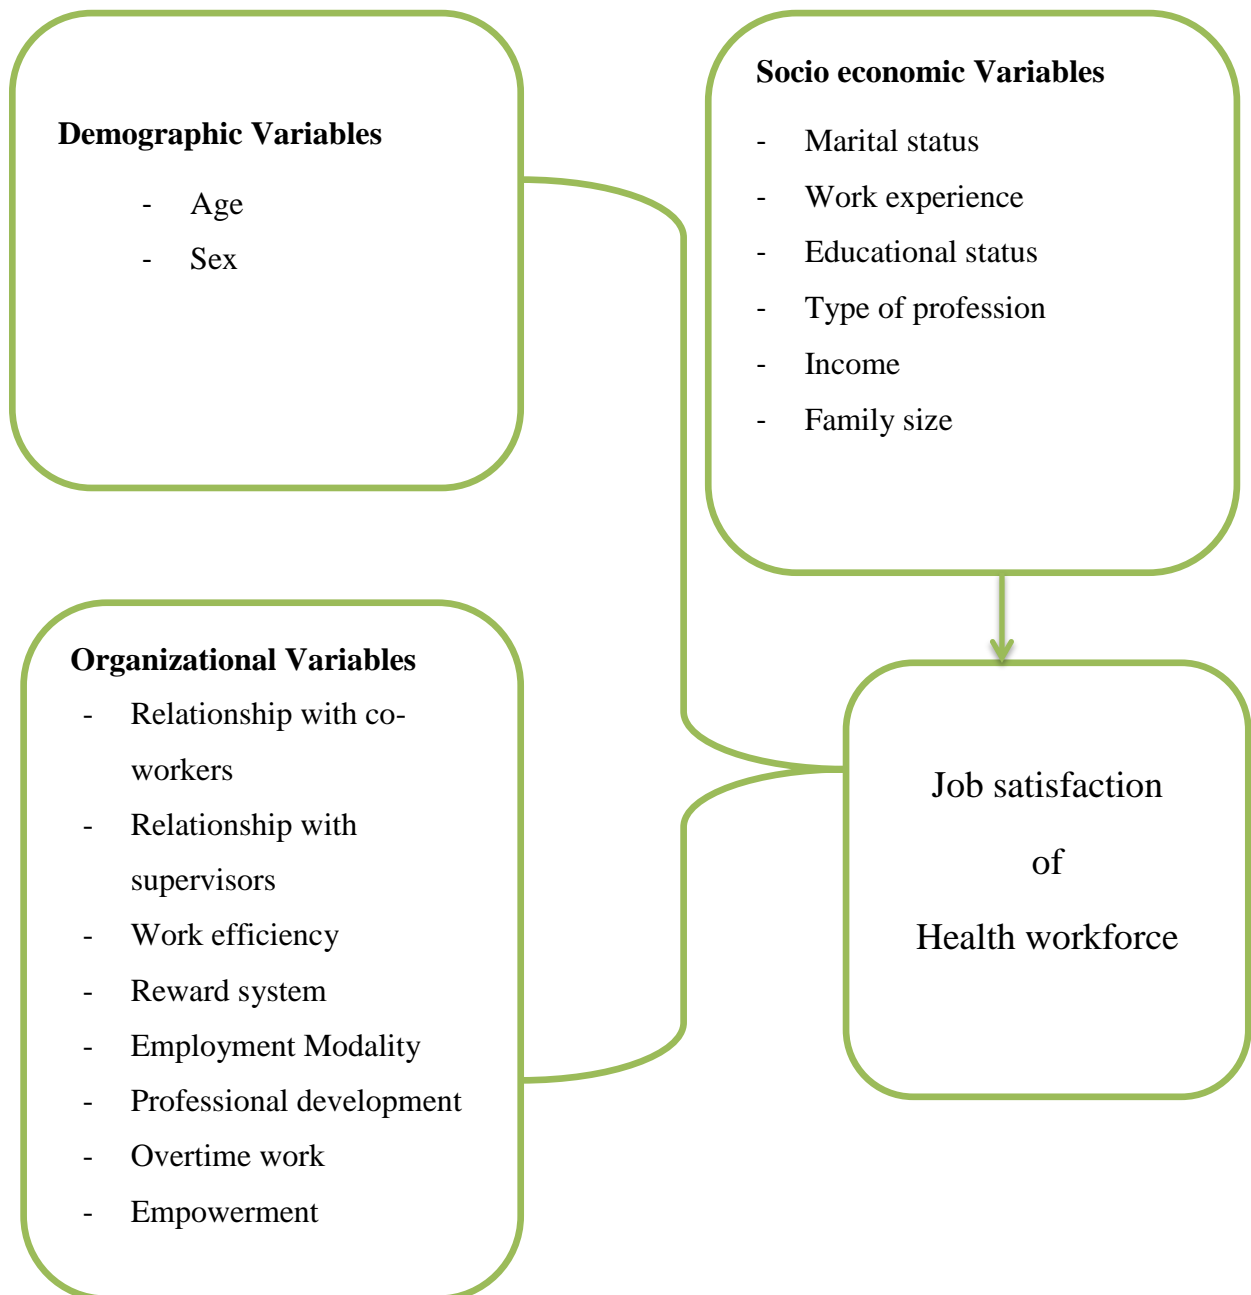 Demographic Variables
- Age
- Sex
Socio economic Variables
- Marital status
- Work experience
- Educational status
- Type of profession
- Income
- Family size
Organizational Variables
- Relationship with co-
workers
- Relationship with
supervisors
- Work efficiency
- Reward system
- Employment Modality
- Professional development
- Overtime work
- Empowerment
Job satisfaction
of
Health workforce